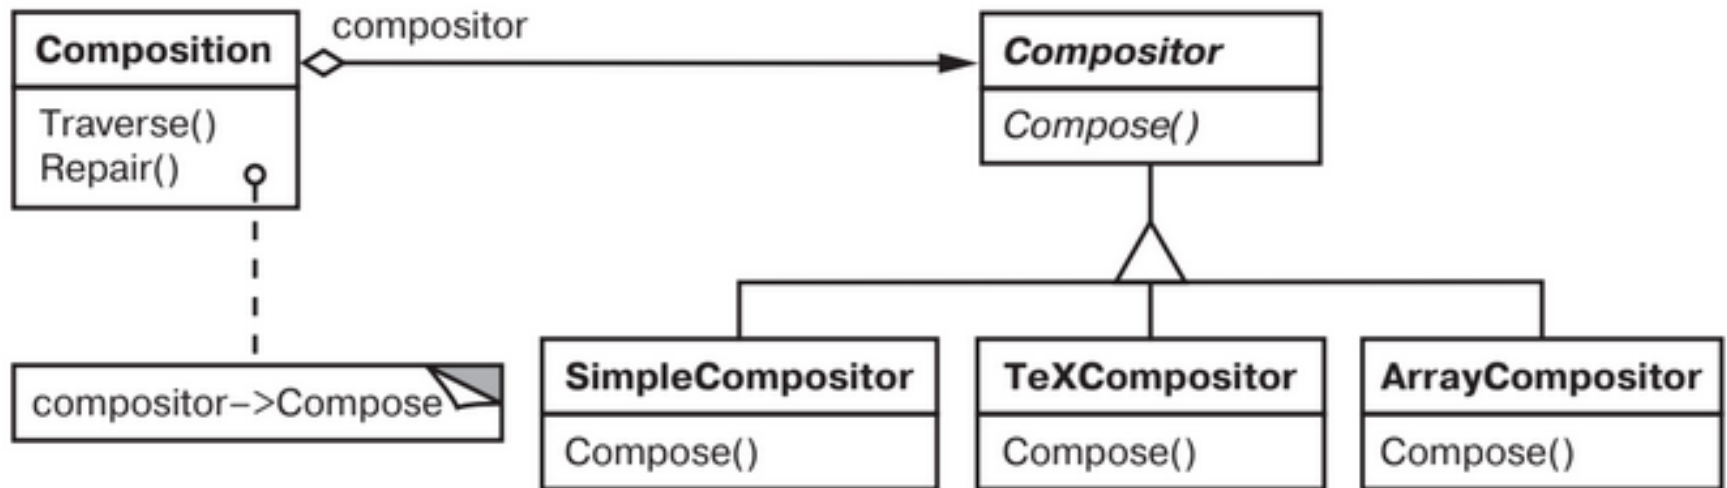 Composition
compositor
Compositor
Traverse()
Repair()
Compose()
compositor–>Compose
SimpleCompositor
TeXCompositor
ArrayCompositor
Compose()
Compose()
Compose()